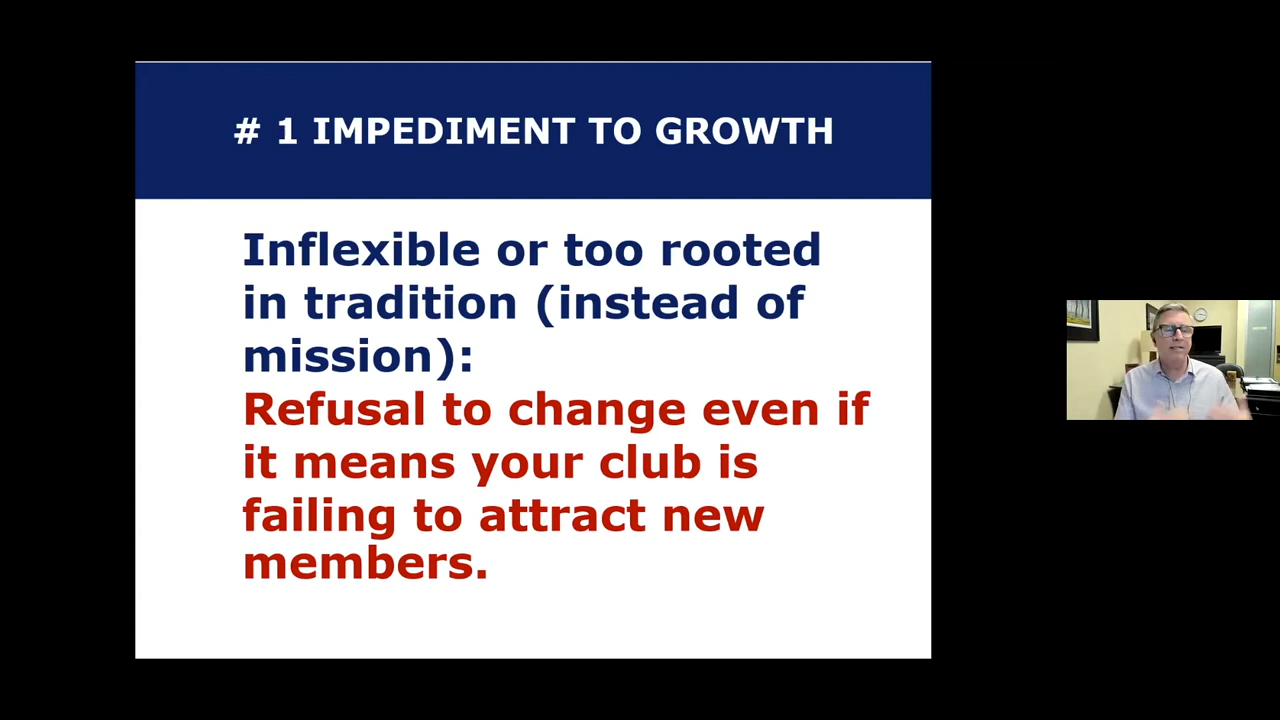 # 1 IMPEDIMENT TO GROWTH
Inflexible or too rooted
in tradition (instead of
mission):
Refusal to change even if
it means your club is
failing to attract new
members.